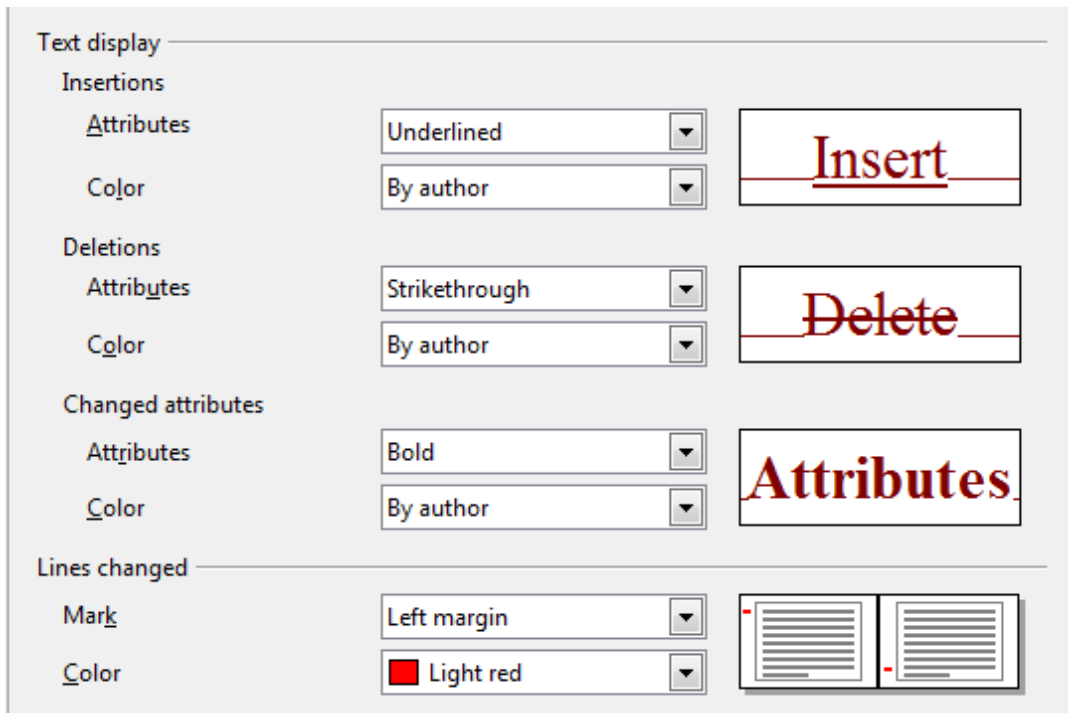 Text display
Insertions
Attributes Underlined
Insert
Color By author
Deletions
Attributes Strikethrough
Delete
Color By author
Changed attributes
Attributes Bold
Attributes
Color By author
Lines changed
Mark Left margin
Color Light red